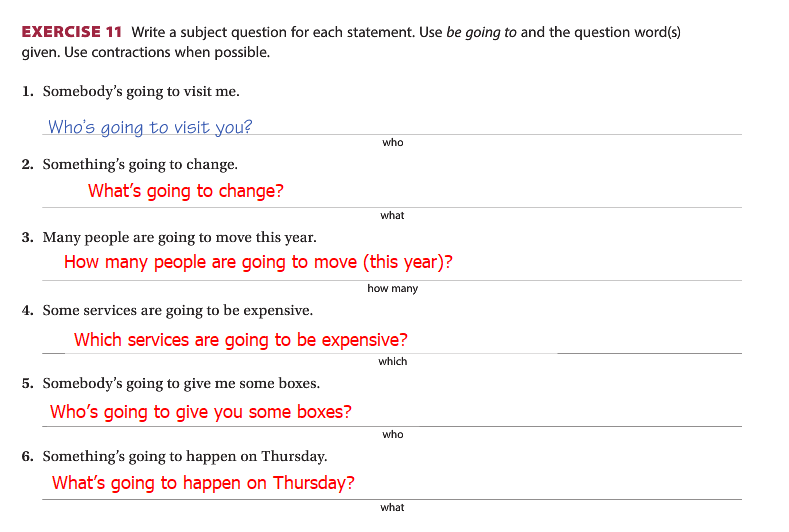 EXERCISE 11 Write a subject question for each statement. Use be going to and the question word(s)
given. Use contractions when possible.
1. Somebody's going to visit me.
Who's going to visit you?
who
2. Something's going to change.
What's going to change?
what
3. Many people are going to move this year.
How many people are going to move (this year)?
how many
4. Some services are going to be expensive.
Which services are going to be expensive?
which
5. Somebody's going to give me some boxes.
Who's going to give you some boxes?
who
6. Something's going to happen on Thursday.
What's going to happen on Thursday?
what